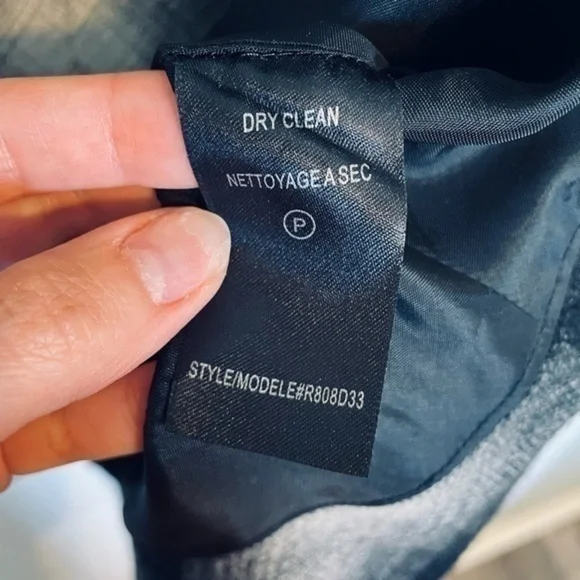 DRY CLEAN
NETTOYAGE A SEC
P
STYLE/MODELE#R808D33